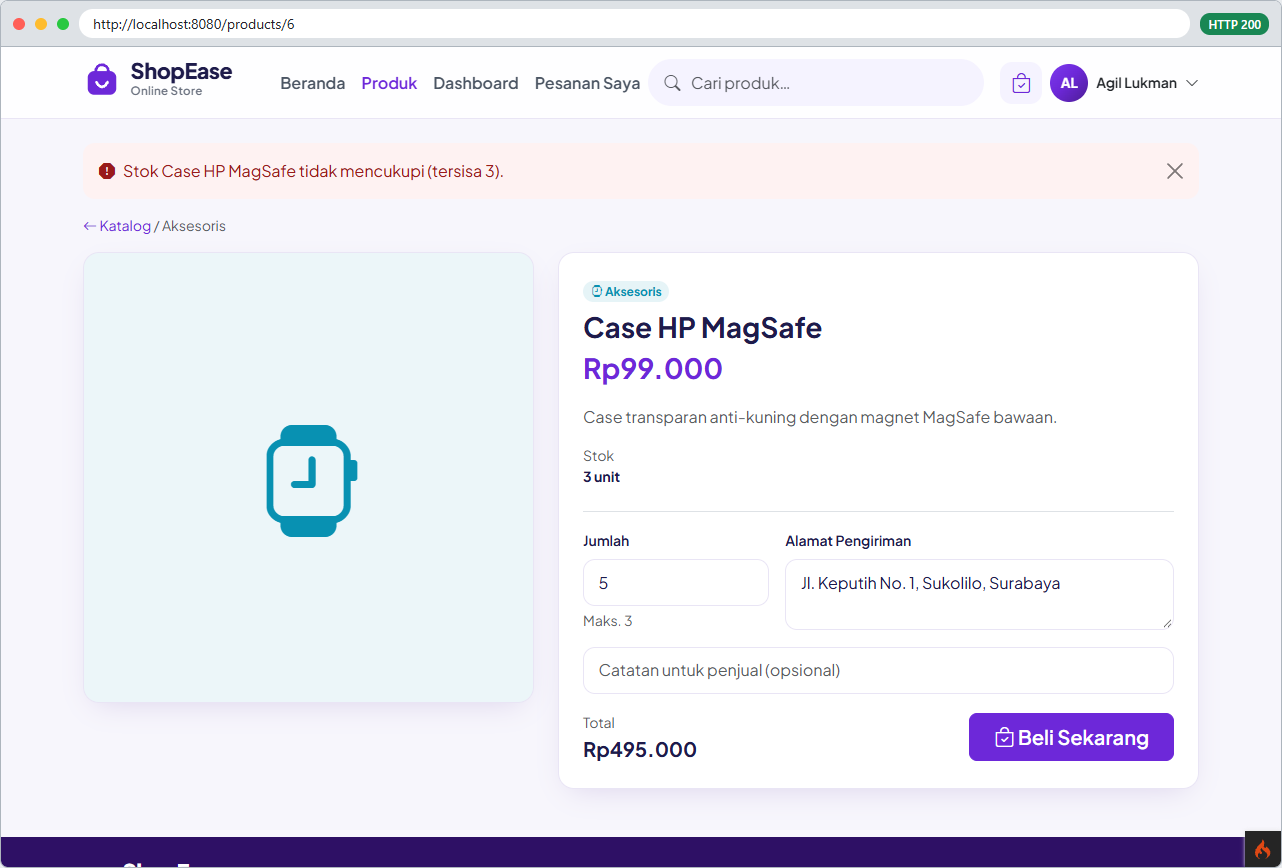 http://localhost:8080/products/6
HTTP 200
ShopEase
Online Store
Beranda
Produk
Dashboard
Pesanan Saya
Cari produk...
AL
Agil Lukman
Stok Case HP MagSafe tidak mencukupi (tersisa 3).
← Katalog / Aksesoris
Aksesoris
Case HP MagSafe
Rp99.000
Case transparan anti-kuning dengan magnet MagSafe bawaan.
Stok
3 unit
Jumlah
5
Maks. 3
Alamat Pengiriman
Jl. Keputih No. 1, Sukolilo, Surabaya
Catatan untuk penjual (opsional)
Total
Rp495.000
Beli Sekarang